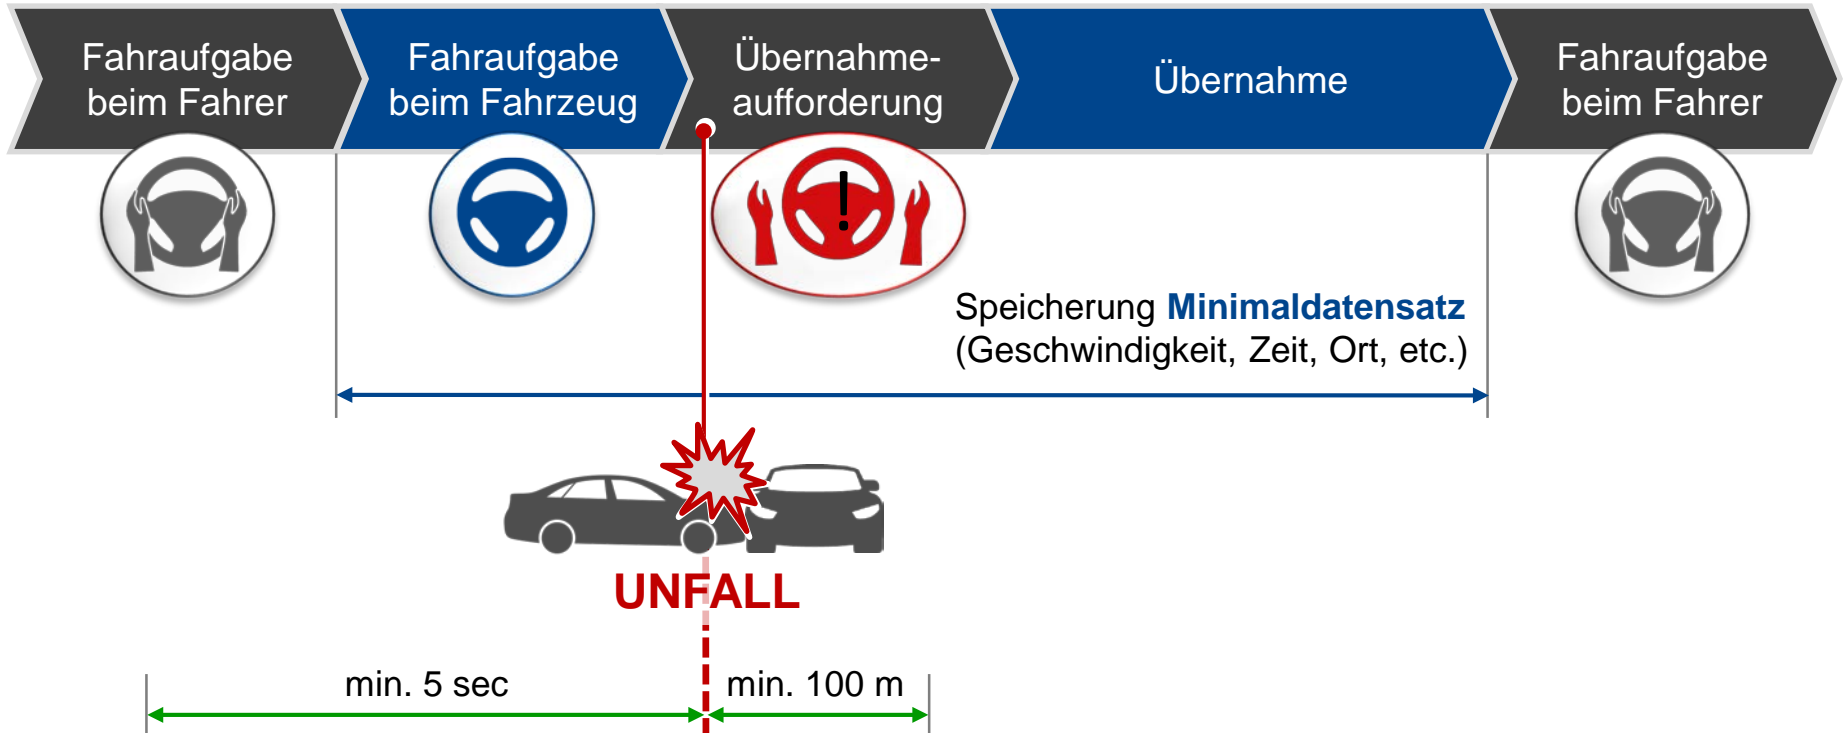 Fahraufgabe
beim Fahrer
Fahraufgabe
beim Fahrzeug
Übernahme-
aufforderung
Übernahme
Fahraufgabe
beim Fahrer
!
Speicherung Minimaldatensatz
(Geschwindigkeit, Zeit, Ort, etc.)
UNFALL
min. 5 sec
min. 100 m